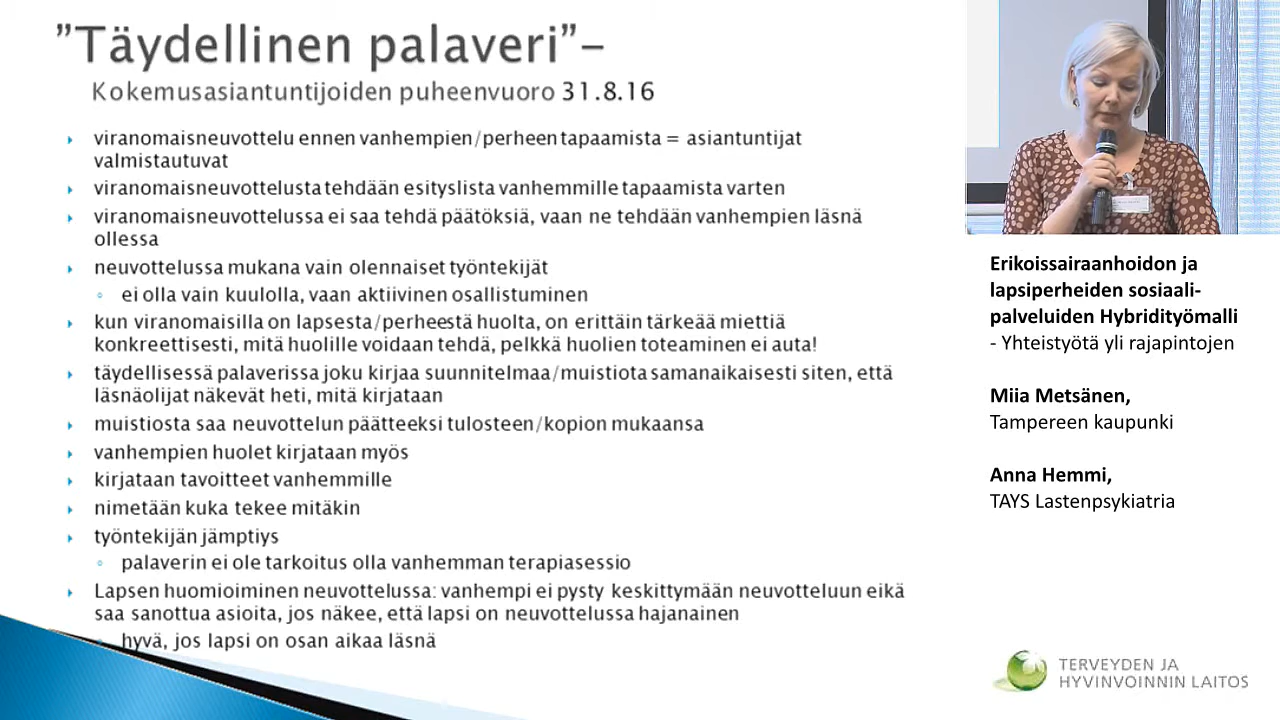 ”Täydellinen palaveri”–
Kokemusasiantuntijoiden puheenvuoro 31.8.16
viranomaisneuvottelu ennen vanhempien/perheen tapaamista = asiantuntijat
valmistautuvat
viranomaisneuvottelusta tehdään esityslista vanhemmille tapaamista varten
viranomaisneuvottelussa ei saa tehdä päätöksiä, vaan ne tehdään vanhempien läsnä
ollessa
neuvottelussa mukana vain olennaiset työntekijät
ei olla vain kuulolla, vaan aktiivinen osallistuminen
kun viranomaisilla on lapsesta/perheestä huolta, on erittäin tärkeää miettiä
konkreettisesti, mitä huolille voidaan tehdä, pelkkä huolien toteaminen ei auta!
täydellisessä palaverissa joku kirjaa suunnitelmaa/muistiota samanaikaisesti siten, että
läsnäolijat näkevät heti, mitä kirjataan
muistiosta saa neuvottelun päätteeksi tulosteen/kopion mukaansa
vanhempien huolet kirjataan myös
kirjataan tavoitteet vanhemmille
nimetään kuka tekee mitäkin
työntekijän jämptiys
palaverin ei ole tarkoitus olla vanhemman terapiasessio
Lapsen huomioiminen neuvottelussa: vanhempi ei pysty keskittymään neuvotteluun eikä
saa sanottua asioita, jos näkee, että lapsi on neuvottelussa hajanainen
hyvä, jos lapsi on osan aikaa läsnä
Erikoissairaanhoidon ja
lapsiperheiden sosiaali-
palveluiden Hybridityömalli
- Yhteistyötä yli rajapintojen
Miia Metsänen,
Tampereen kaupunki
Anna Hemmi,
TAYS Lastenpsykiatria
TERVEYDEN JA
HYVINVOINNIN LAITOS